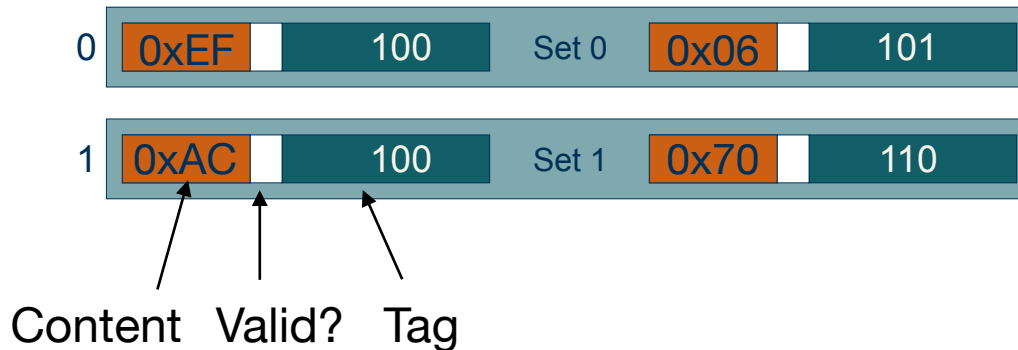 0 0xEF 100 Set 0 0x06 101
1 0xAC 100 Set 1 0x70 110
Content Valid? Tag